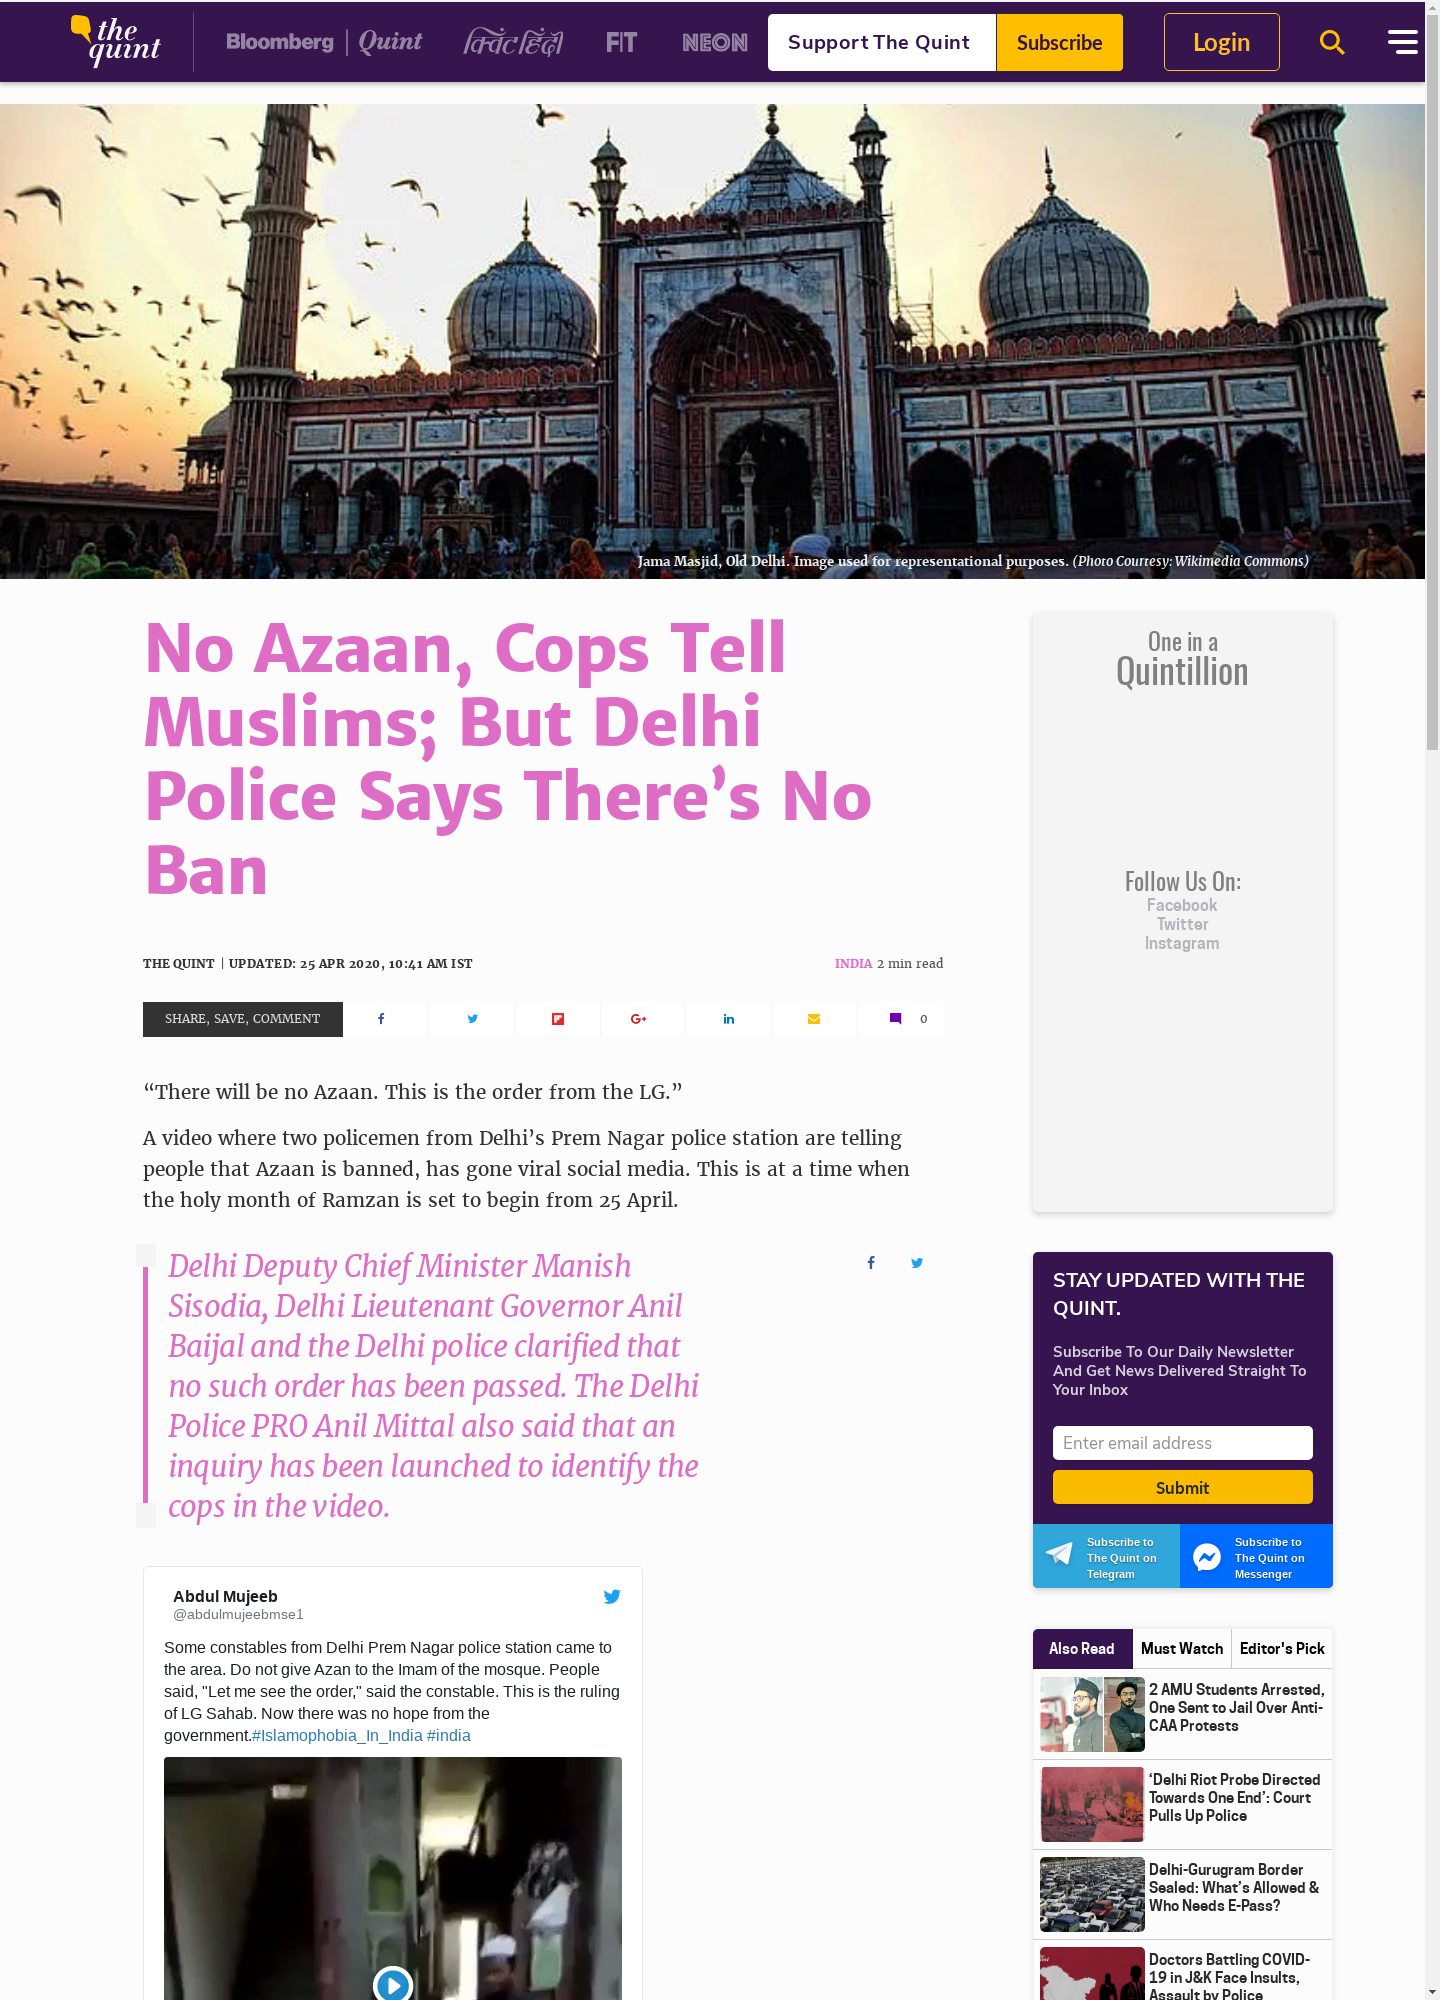 the quint
Bloomberg | Quint
क्विंट हिंदी
FIT
NEON
Support The Quint
Subscribe
Login
Jama Masjid, Old Delhi. Image used for representational purposes. (Photo Courtesy: Wikimedia Commons)
No Azaan, Cops Tell
Muslims; But Delhi
Police Says There’s No
Ban
THE QUINT | UPDATED: 25 APR 2020, 10:41 AM IST
INDIA 2 min read
SHARE, SAVE, COMMENT
0
“There will be no Azaan. This is the order from the LG.”
A video where two policemen from Delhi’s Prem Nagar police station are telling
people that Azaan is banned, has gone viral social media. This is at a time when
the holy month of Ramzan is set to begin from 25 April.
Delhi Deputy Chief Minister Manish
Sisodia, Delhi Lieutenant Governor Anil
Baijal and the Delhi police clarified that
no such order has been passed. The Delhi
Police PRO Anil Mittal also said that an
inquiry has been launched to identify the
cops in the video.
Abdul Mujeeb
@abdulmujeebmse1
Some constables from Delhi Prem Nagar police station came to
the area. Do not give Azan to the Imam of the mosque. People
said, "Let me see the order," said the constable. This is the ruling
of LG Sahab. Now there was no hope from the
government.#Islamophobia_In_India #india
One in a
Quintillion
Follow Us On:
Facebook
Twitter
Instagram
STAY UPDATED WITH THE
QUINT.
Subscribe To Our Daily Newsletter
And Get News Delivered Straight To
Your Inbox
Enter email address
Submit
Subscribe to
The Quint on
Telegram
Subscribe to
The Quint on
Messenger
Also Read
Must Watch
Editor's Pick
2 AMU Students Arrested,
One Sent to Jail Over Anti-
CAA Protests
‘Delhi Riot Probe Directed
Towards One End’: Court
Pulls Up Police
Delhi-Gurugram Border
Sealed: What’s Allowed &
Who Needs E-Pass?
Doctors Battling COVID-
19 in J&K Face Insults,
Assault by Police